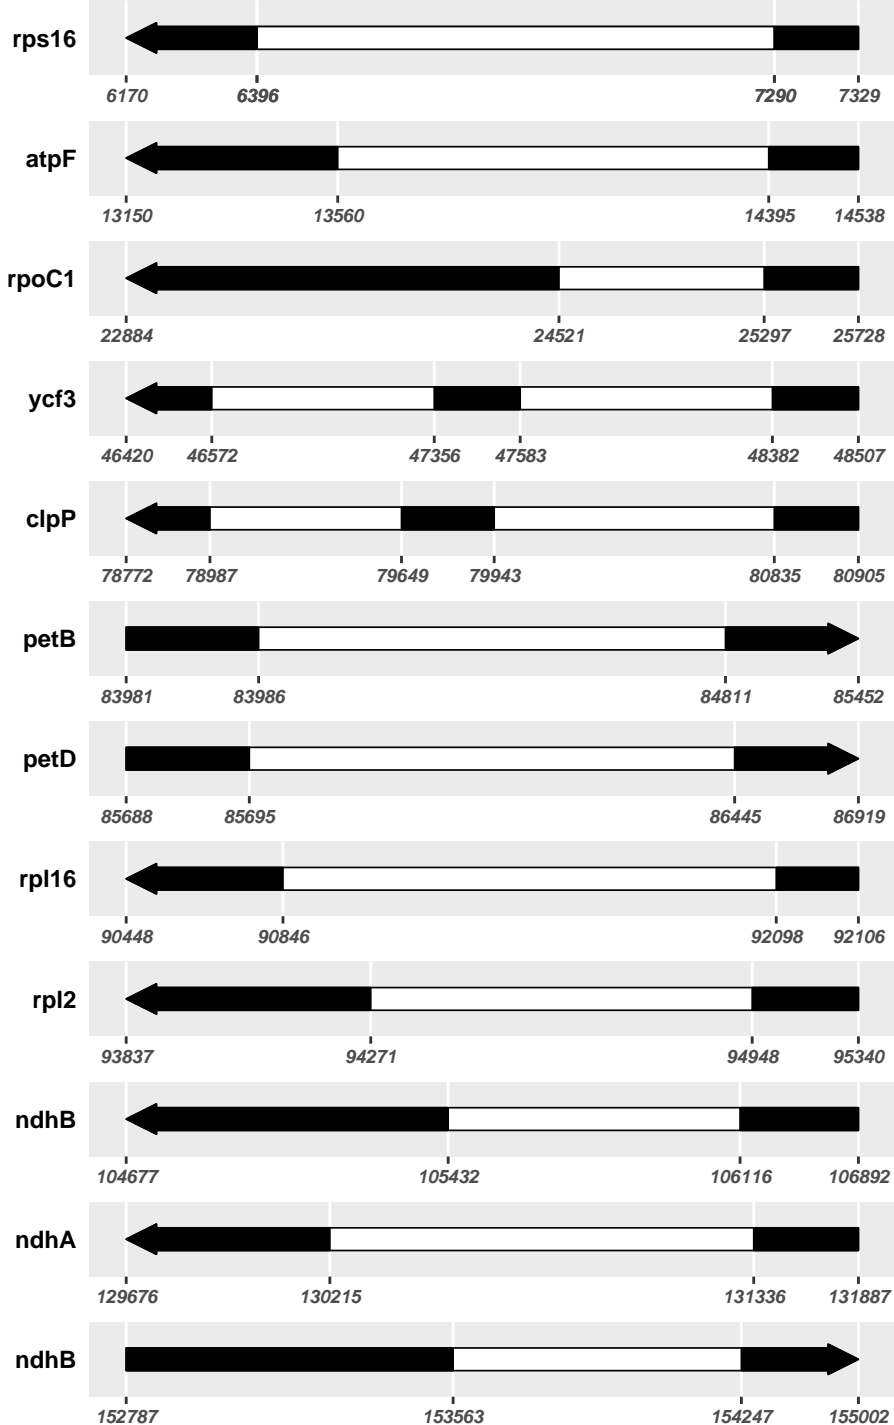 rps16
6170 6396 7290 7329
atpF
13150 13560 14395 14538
rpoC1
22884 24521 25297 25728
ycf3
46420 46572 47356 47583 48382 48507
clpP
78772 78987 79649 79943 80835 80905
petB
83981 83986 84811 85452
petD
85688 85695 86445 86919
rpl16
90448 90846 92098 92106
rpl2
93837 94271 94948 95340
ndhB
104677 105432 106116 106892
ndhA
129676 130215 131336 131887
ndhB
152787 153563 154247 155002